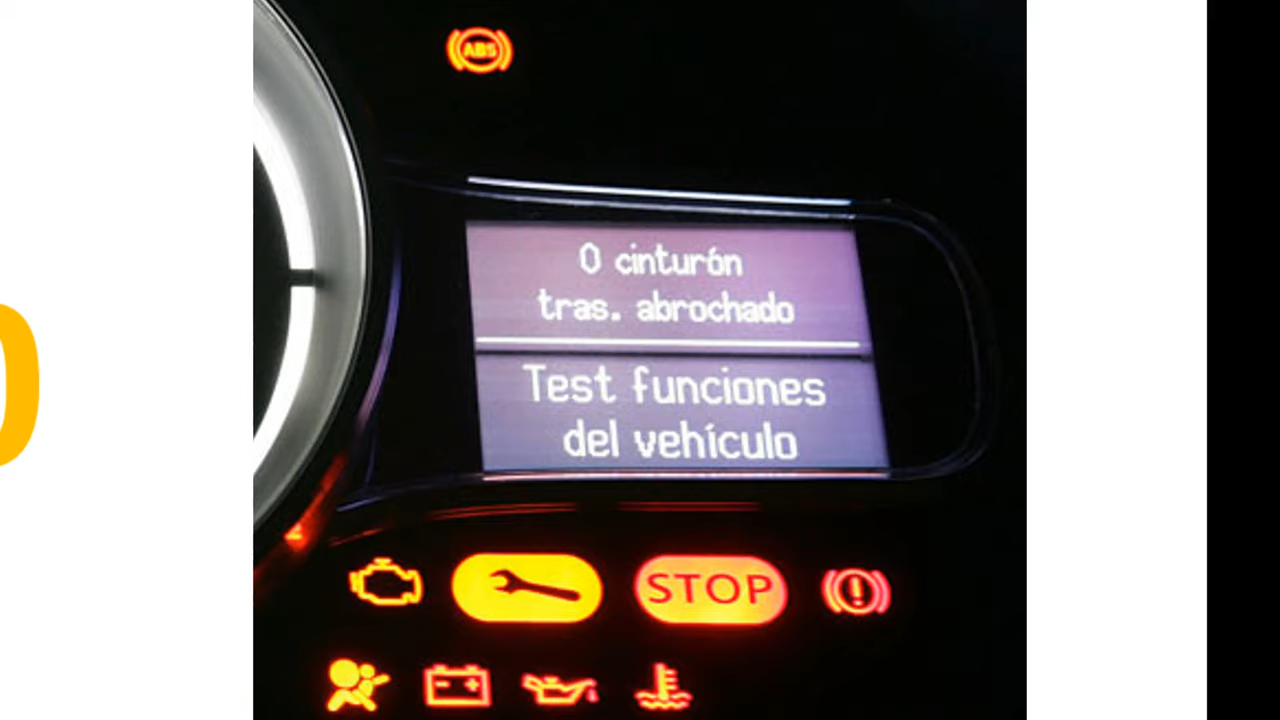 ABS
0 cinturón
tras. abrochado
Test funciones
del vehículo
STOP